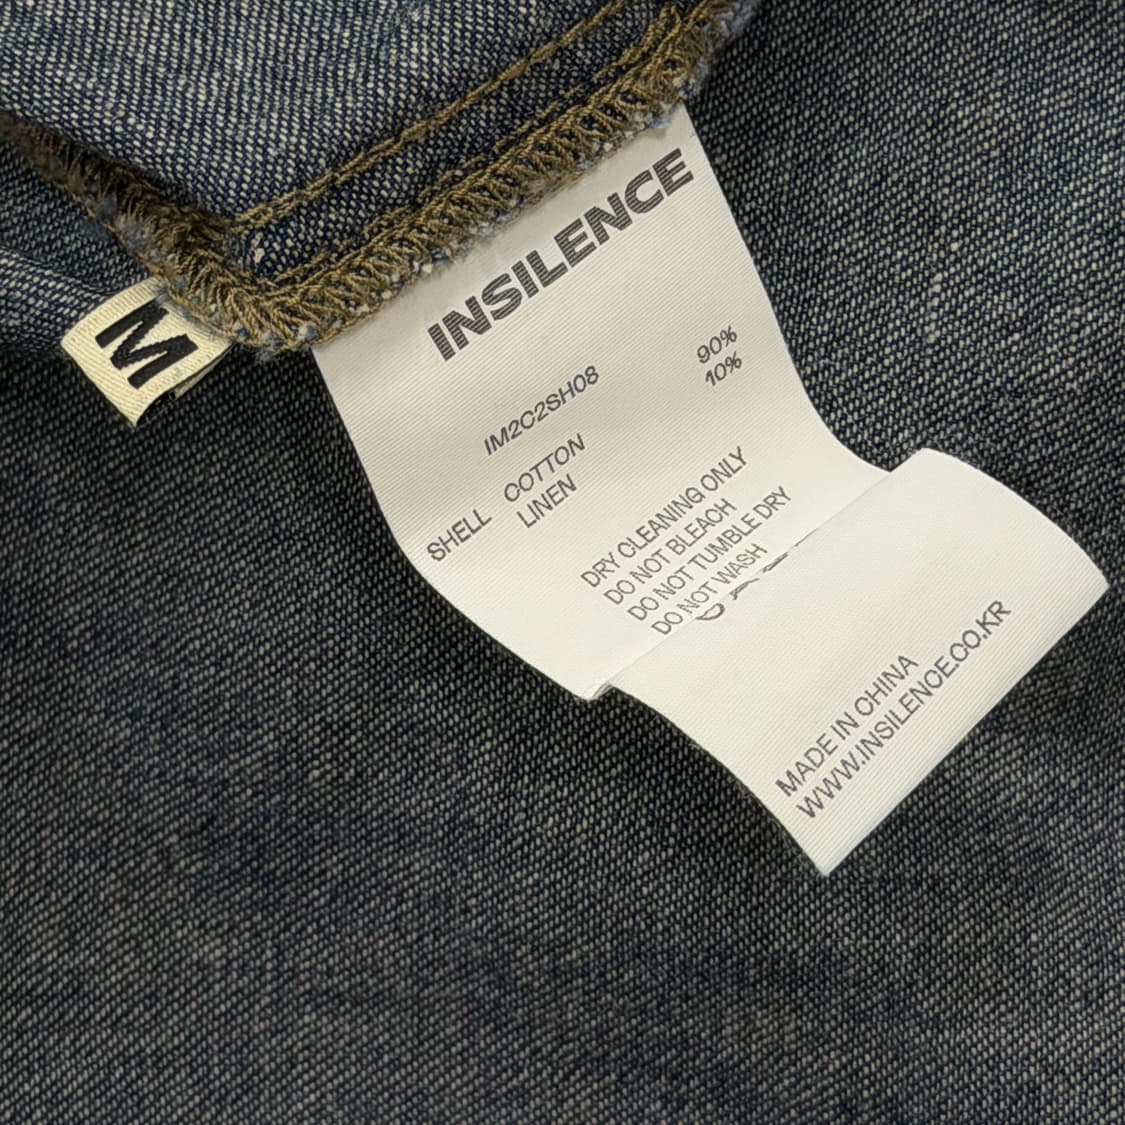 M
INSILENCE
IM2C2SH08
SHELL COTTON 90%
LINEN 10%
DRY CLEANING ONLY
DO NOT BLEACH
DO NOT TUMBLE DRY
DO NOT WASH
MADE IN CHINA
WWW.INSILENCE.CO.KR